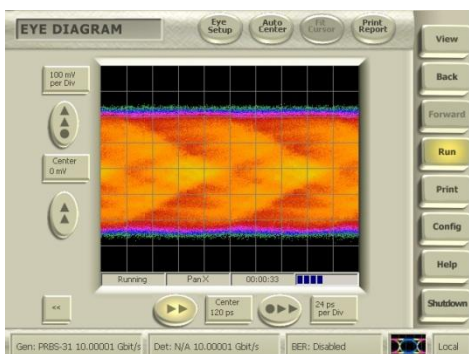 EYE DIAGRAM
Eye Setup
Auto Center
Fit Cursor
Print Report
View
Back
Forward
Run
Print
Config
Help
Shutdown
100 mV per Div
Center 0 mV
Running
Pan X
00:00:33
<<
Center 120 ps
24 ps per Div
Gen: PRBS-31 10.00001 Gbit/s
Det: N/A 10.00001 Gbit/s
BER: Disabled
Local